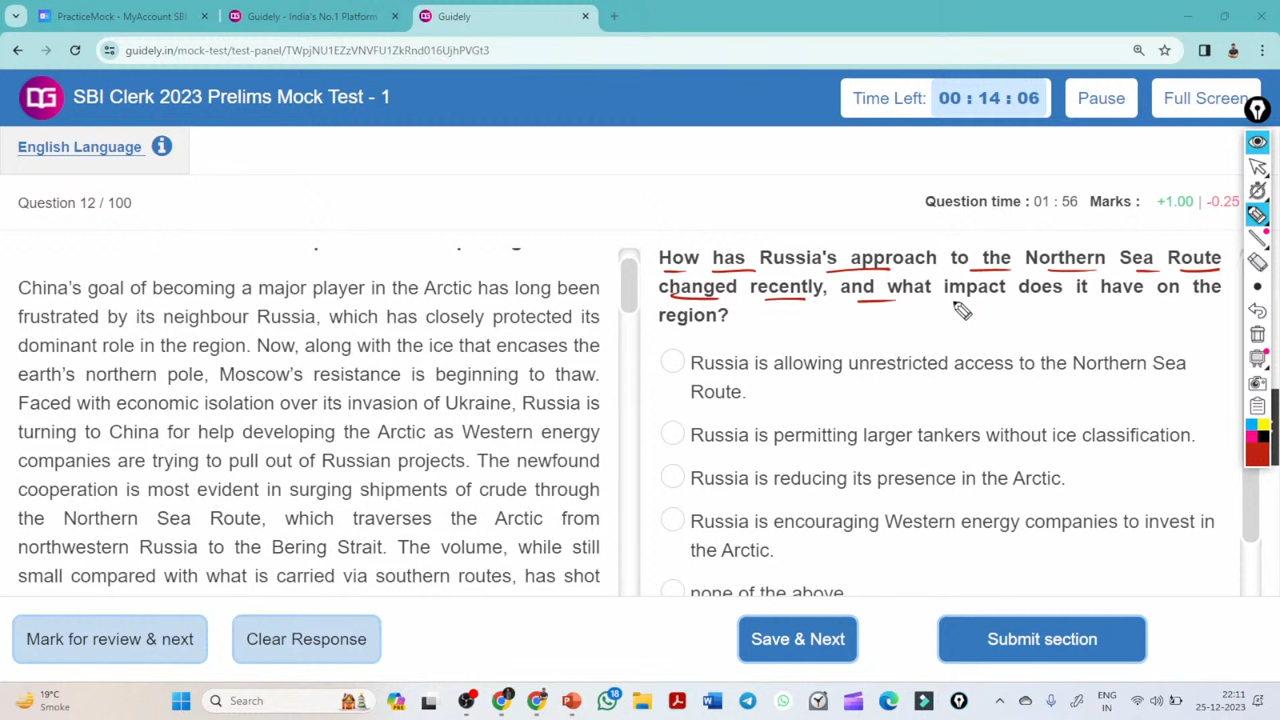 PracticeMock - MyAccount SBI
Guidely - India's No.1 Platform
Guidely
guidely.in/mock-test/test-panel/TWpjNU1EZzVNVFU1ZkRnd016UjhPVGt3
DG
SBI Clerk 2023 Prelims Mock Test - 1
Time Left: 00 : 14 : 06
Pause
Full Screen
English Language
Question 12 / 100
Question time : 01 : 56 Marks : +1.00 | -0.25
China's goal of becoming a major player in the Arctic has long been
frustrated by its neighbour Russia, which has closely protected its
dominant role in the region. Now, along with the ice that encases the
earth's northern pole, Moscow's resistance is beginning to thaw.
Faced with economic isolation over its invasion of Ukraine, Russia is
turning to China for help developing the Arctic as Western energy
companies are trying to pull out of Russian projects. The newfound
cooperation is most evident in surging shipments of crude through
the Northern Sea Route, which traverses the Arctic from
northwestern Russia to the Bering Strait. The volume, while still
small compared with what is carried via southern routes, has shot
How has Russia's approach to the Northern Sea Route
changed recently, and what impact does it have on the
region?
Russia is allowing unrestricted access to the Northern Sea
Route.
Russia is permitting larger tankers without ice classification.
Russia is reducing its presence in the Arctic.
Russia is encouraging Western energy companies to invest in
the Arctic.
none of the above
Mark for review & next
Clear Response
Save & Next
Submit section
19°C
Smoke
Search
18
ENG
IN
22:11
25-12-2023